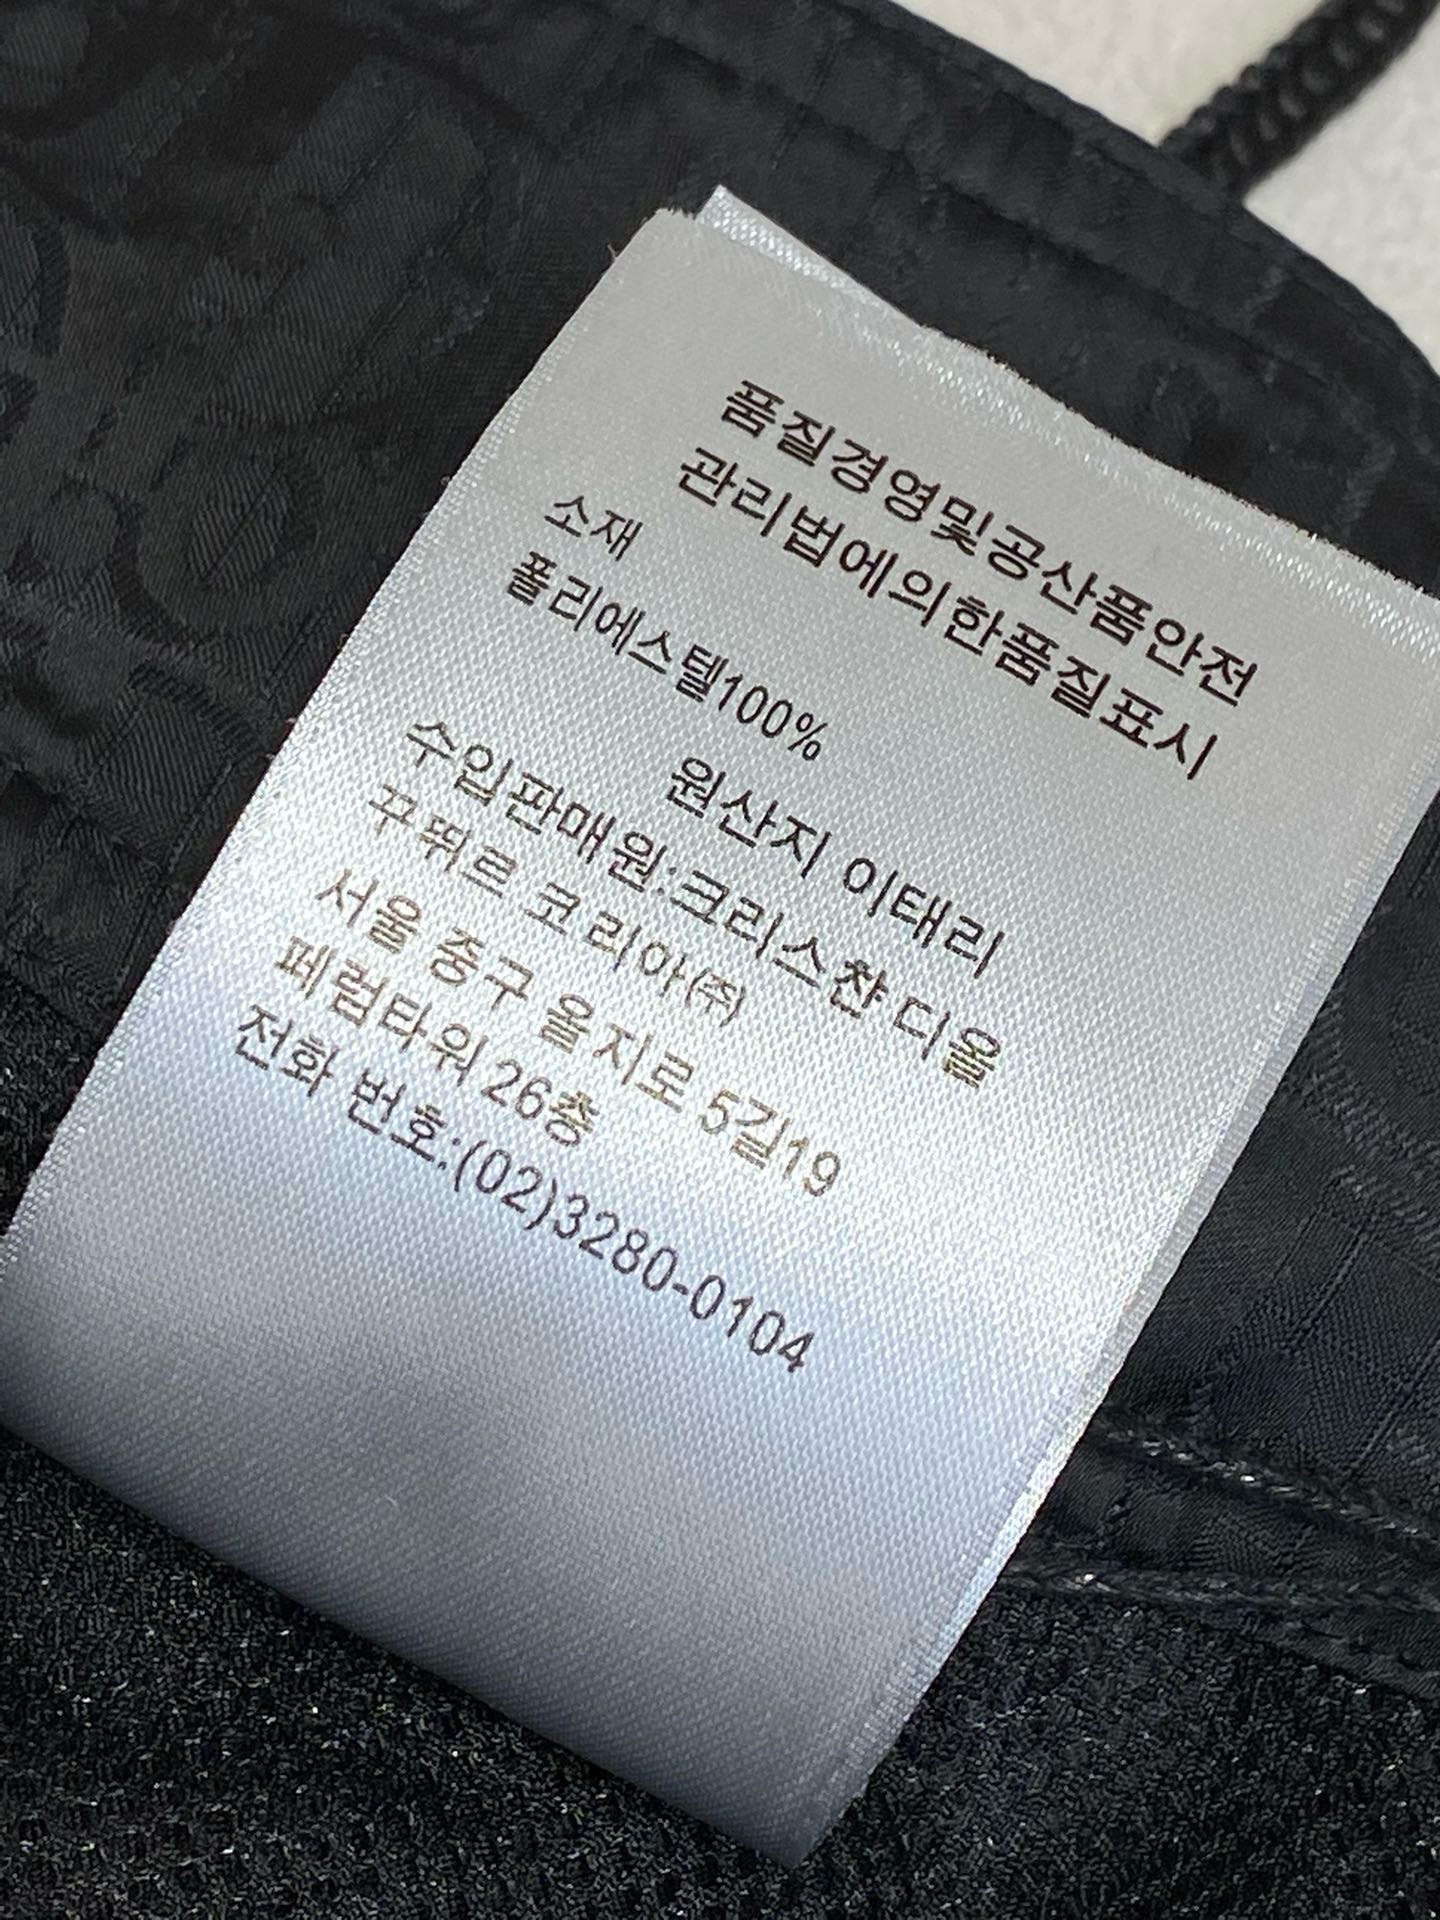 품질경영및공산품안전
관리법에의한품질표시
소재
폴리에스텔100%
원산지 이태리
수입판매원:크리스챤 디올
꾸뛰르 코리아(주)
서울 중구 을지로 5길19
페럼타워 26층
전화 번호:(02)3280-0104